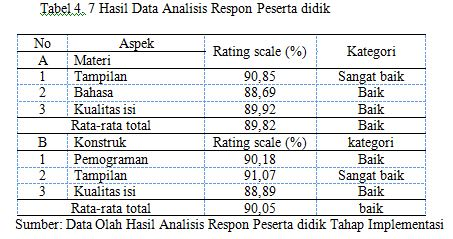 Tabel 4. 7 Hasil Data Analisis Respon Peserta didik
No Aspek Rating scale (%) Kategori
A Materi
1 Tampilan 90,85 Sangat baik
2 Bahasa 88,69 Baik
3 Kualitas isi 89,92 Baik
Rata-rata total 89,82 Baik
B Konstruk Rating scale (%) kategori
1 Pemograman 90,18 Baik
2 Tampilan 91,07 Sangat baik
3 Kualitas isi 88,89 Baik
Rata-rata total 90,05 baik
Sumber: Data Olah Hasil Analisis Respon Peserta didik Tahap Implementasi